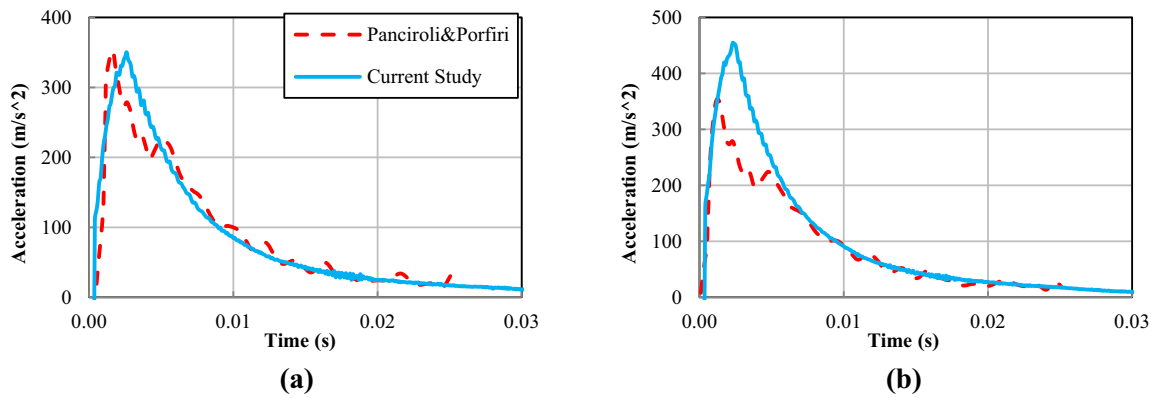 400
300
200
100
0
Acceleration (m/s^2)
0.00
0.01
0.02
0.03
Time (s)
Panciroli&Porfiri
Current Study
(a)
500
400
300
200
100
0
Acceleration (m/s^2)
0.00
0.01
0.02
0.03
Time (s)
(b)